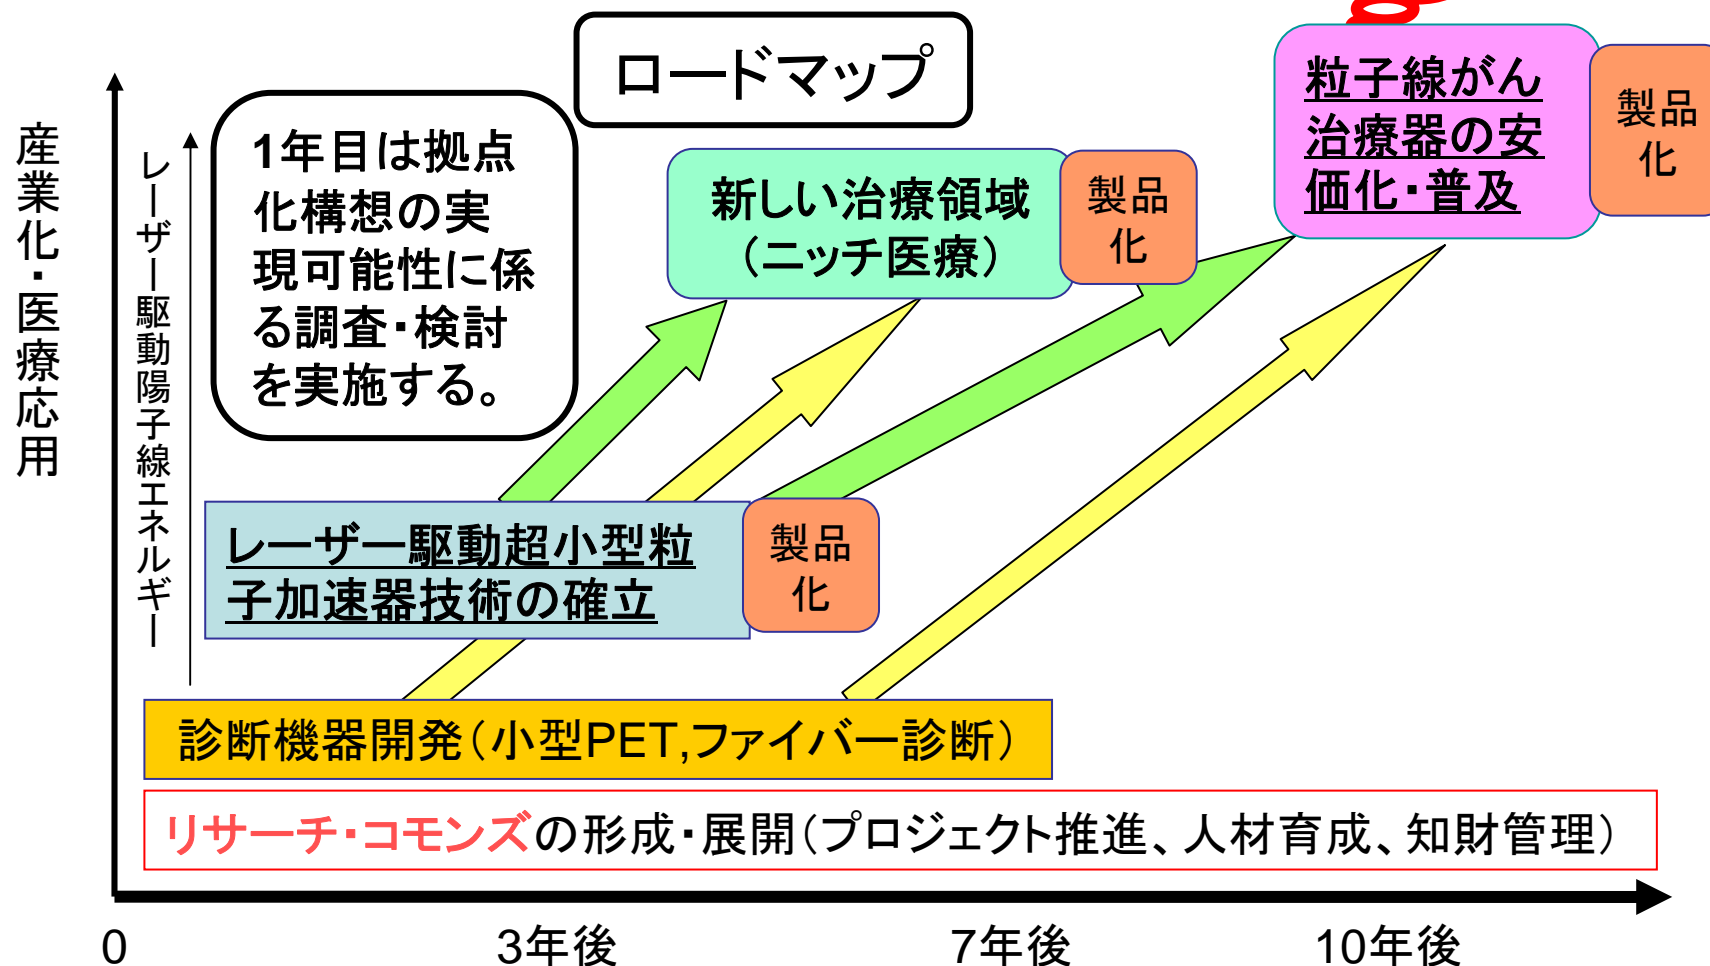 ロードマップ
産業化・医療応用
レーザー駆動陽子線エネルギー
1年目は拠点
化構想の実
現可能性に係
る調査・検討
を実施する。
新しい治療領域
（ニッチ医療）
製品
化
粒子線がん
治療器の安
価化・普及
製品
化
レーザー駆動超小型粒
子加速器技術の確立
製品
化
診断機器開発（小型PET,ファイバー診断）
リサーチ・コモンズの形成・展開（プロジェクト推進、人材育成、知財管理）
0
3年後
7年後
10年後